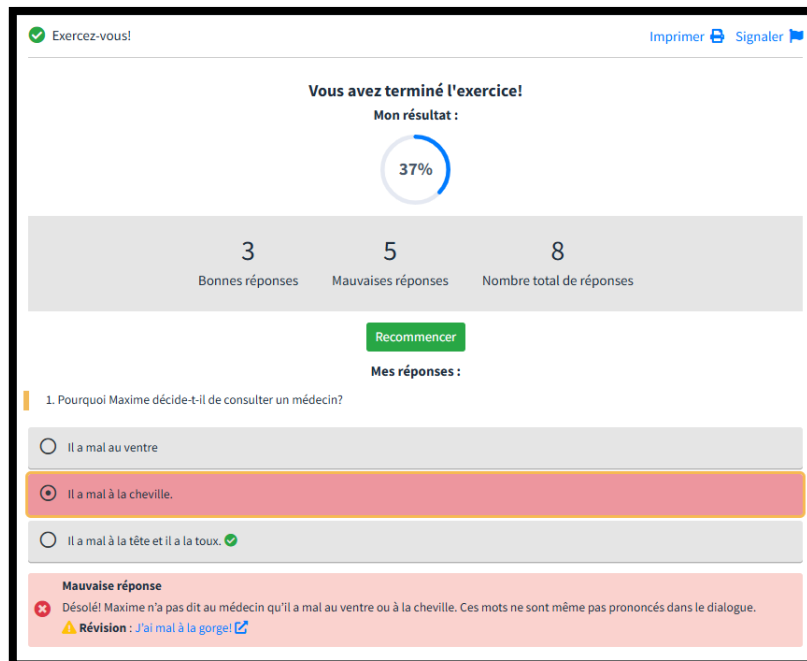 Exercez-vous!
Imprimer Signaler
Vous avez terminé l'exercice!
Mon résultat :
37%
3 5 8
Bonnes réponses Mauvaises réponses Nombre total de réponses
Recommencer
Mes réponses :
1. Pourquoi Maxime décide-t-il de consulter un médecin?
Il a mal au ventre
Il a mal à la cheville.
Il a mal à la tête et il a la toux.
Mauvaise réponse
Désolé! Maxime n'a pas dit au médecin qu'il a mal au ventre ou à la cheville. Ces mots ne sont même pas prononcés dans le dialogue.
Révision : J'ai mal à la gorge!